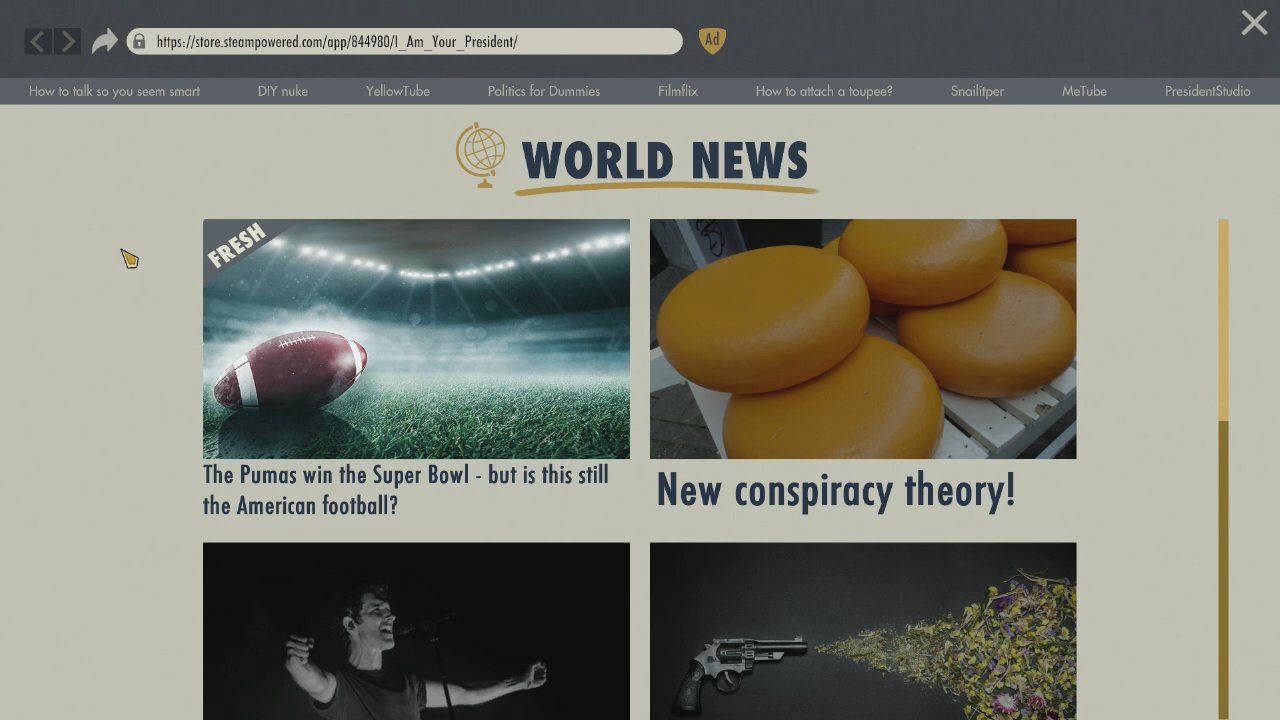 https://store.steampowered.com/app/844980/I_Am_Your_President/
Ad
How to talk so you seem smart
DIY nuke
YellowTube
Politics for Dummies
Filmflix
How to attach a toupee?
Snailitper
MeTube
PresidentStudio
WORLD NEWS
FRESH
The Pumas win the Super Bowl - but is this still
the American football?
New conspiracy theory!